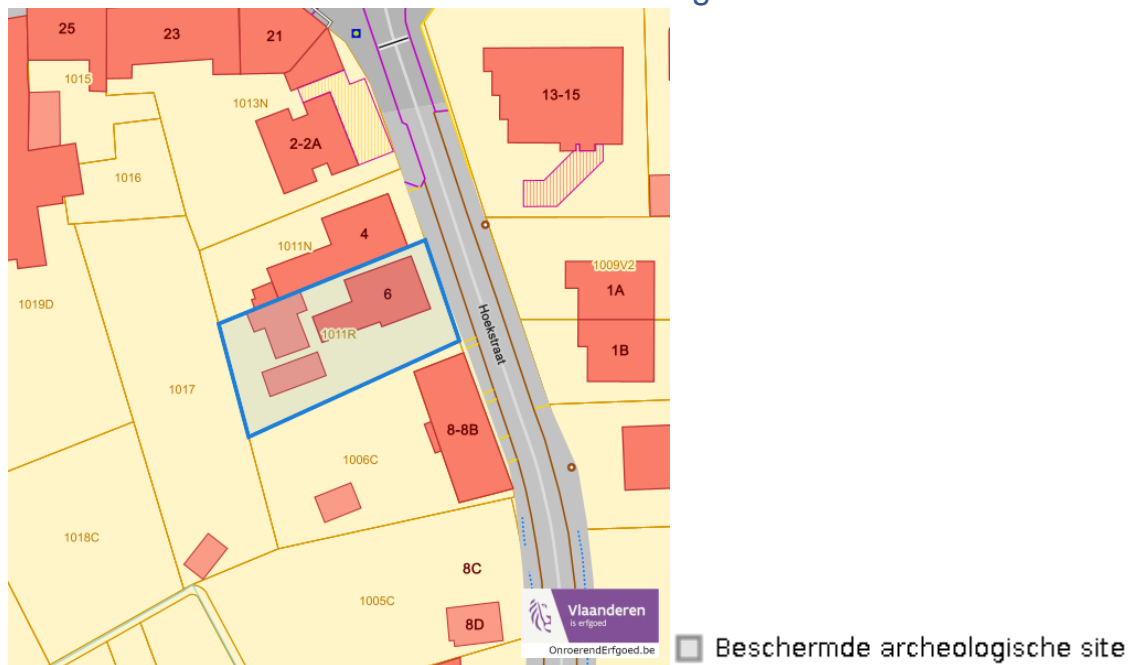 25
23
21
1015
1013N
13-15
2-2A
1016
4
1011N
1009V2
6
1A
1019D
Hoekstraat
1011R
1B
1017
8-8B
1006C
1018C
8C
1005C
8D
Vlaanderen
is erfgoed
OnroerendErfgoed.be
Beschermde archeologische site